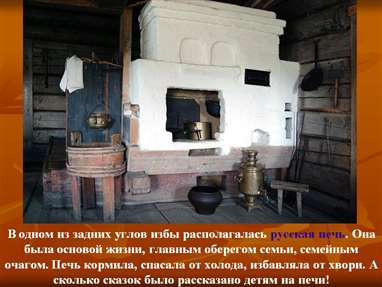 В одном из задних углов избы располагалась русская печь. Она
была основой жизни, главным оберегом семьи, семейным
очагом. Печь кормила, спасала от холода, избавляла от хвори. А
сколько сказок было рассказано детям на печи!